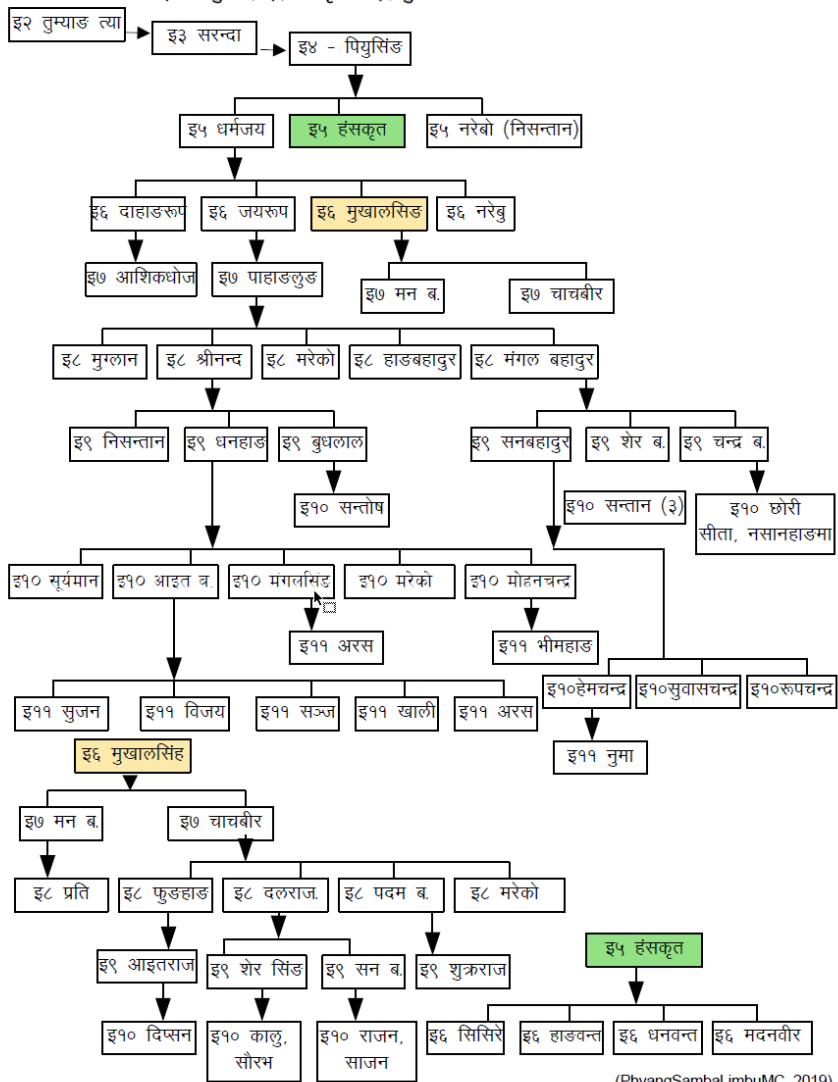 इ२ तुम्याङ त्या
इ३ सरन्दा
इ४ - पियुसिंङ
इ५ धर्मजय
इ५ हंसकृत
इ५ नरेबो (निसन्तान)
इ६ दाहाङरूप
इ६ जयरूप
इ६ मुखालसिङ
इ६ नरेबु
इ७ आशिकधोज
इ७ पाहाङलुङ
इ७ मन ब.
इ७ चाचबीर
इ८ मुग्लान
इ८ श्रीनन्द
इ८ मरेको
इ८ हाङबहादुर
इ८ मंगल बहादुर
इ९ निसन्तान
इ९ धनहाङ
इ९ बुधलाल
इ९ सनबहादुर
इ९ शेर ब.
इ९ चन्द्र ब.
इ१० सन्तोष
इ१० सन्तान (३)
इ१० छोरी
सीता, नसानहाङमा
इ१० सूर्यमान
इ१० आइत ब.
इ१० मंगलसिंङ
इ१० मरेको
इ१० मोहनचन्द्र
इ११ अरस
इ११ भीमहाङ
इ१०हेमचन्द्र
इ१०सुवासचन्द्र
इ१०रूपचन्द्र
इ११ सुजन
इ११ विजय
इ११ सञ्ज
इ११ खाली
इ११ अरस
इ११ नुमा
इ६ मुखालसिंह
इ७ मन ब.
इ७ चाचबीर
इ८ प्रति
इ८ फुङहाङ
इ८ दलराज.
इ८ पदम ब.
इ८ मरेको
इ९ आइतराज
इ९ शेर सिंङ
इ९ सन ब.
इ९ शुक्रराज
इ५ हंसकृत
इ१० दिप्सन
इ१० कालु,
सौरभ
इ१० राजन,
साजन
इ६ सिसिरे
इ६ हाङवन्त
इ६ धनवन्त
इ६ मदनवीर
(PhyangSambaLimbuMC, 2019)